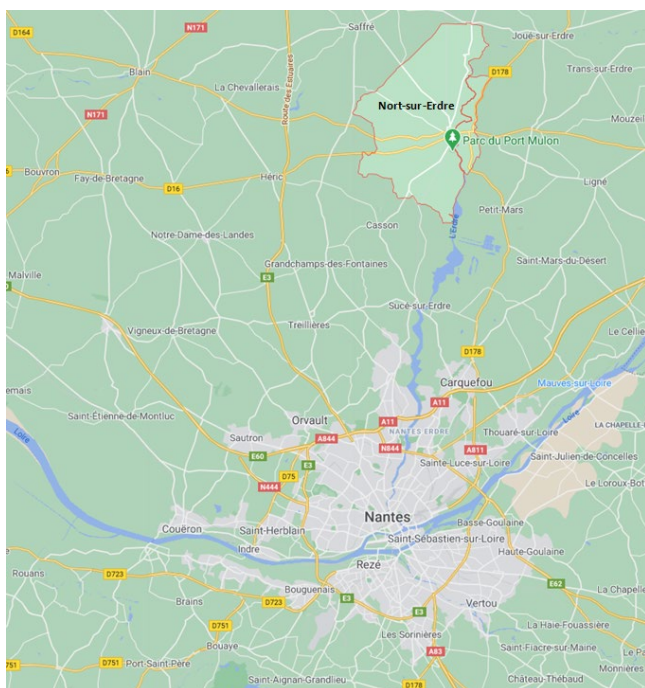 N171
Saffré
D164
Joué-sur-Erdre
Blain
D178
Trans-sur-Erdre
La Chevallerais
Route des Estuaires
Nort-sur-Erdre
N171
Mouzeil
Parc du Port Mulon
Bouvron
Fay-de-Bretagne
Héric
D16
Ligné
Petit-Mars
L'Erdre
Casson
Notre-Dame-des-Landes
Grandchamps-des-Fontaines
Saint-Mars-du-Désert
Malville
E3
Sucé-sur-Erdre
Treillières
Vigneux-de-Bretagne
Le Cellie
D178
Carquefou
Mauves-sur-Loire
emais
A11
Saint-Étienne-de-Montluc
Orvault
A11
Loire
NANTES ERDRE
Thouaré-sur-Loire
LA CHAPELLE-
Loire
Sautron
A844
N844
A811
E60
E3
Sainte-Luce-sur-Loire
Saint-Julien-de-Concelles
D75
Le Loroux-Bot
N444
Nantes
Basse-Goulaine
Couëron
Saint-Herblain
Saint-Sébastien-sur-Loire
Indre
Haute-Goulaine
Rezé
Rouans
D723
E62
Bouguenais
La Chapelle
Brains
D723
E3
E3
Vertou
D751
La Haie-Fouassière
Les Sorinières
Bouaye
Saint-Fiacre-sur-Maine
A83
Le Pa
751
D751
Port-Saint-Père
Monnières
Saint-Aignan-Grandlieu
D178
Château-Thébaud